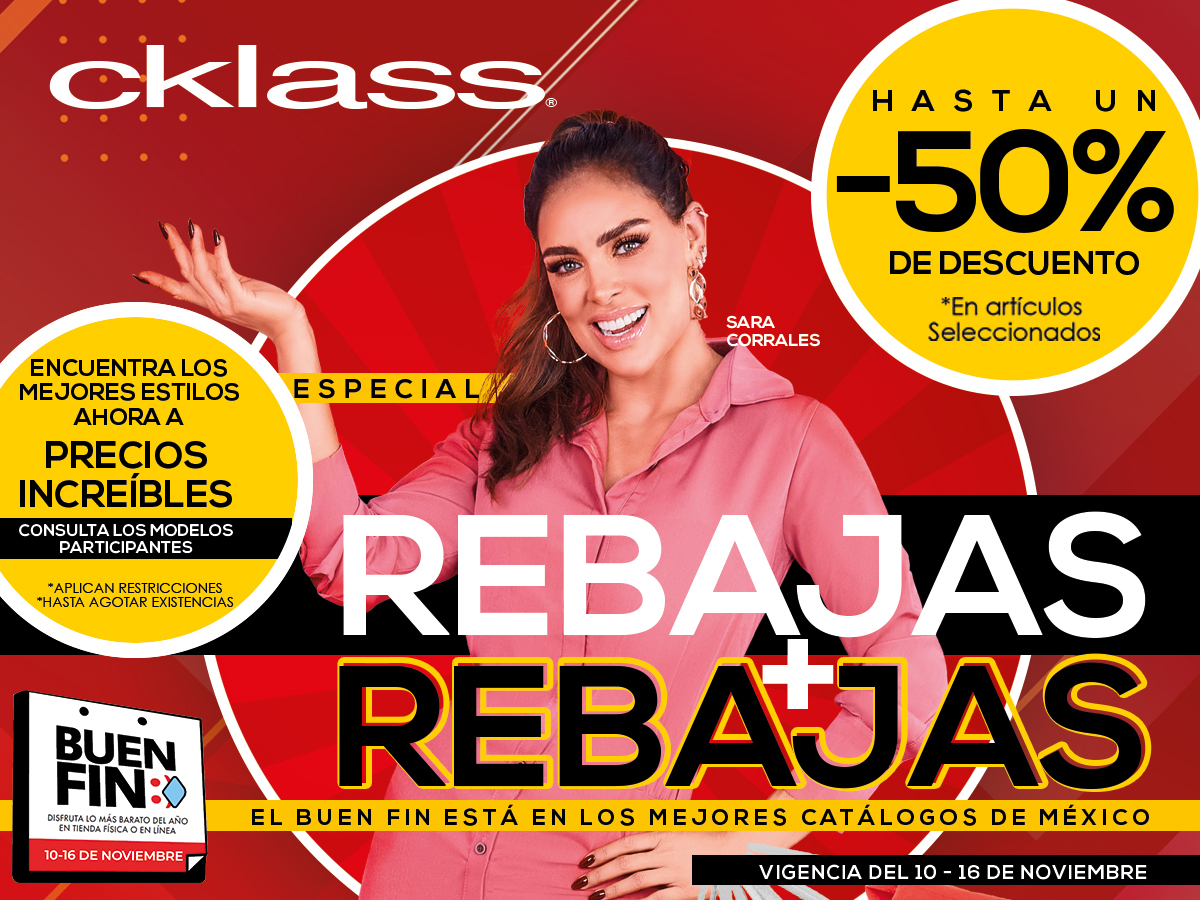 cklass®
HASTA UN
-50%
DE DESCUENTO
*En artículos
Seleccionados
SARA
CORRALES
ESPECIAL
ENCUENTRA LOS
MEJORES ESTILOS
AHORA A
PRECIOS
INCREÍBLES
CONSULTA LOS MODELOS
PARTICIPANTES
*APLICAN RESTRICCIONES
*HASTA AGOTAR EXISTENCIAS
REBAJAS
+
REBAJAS
BUEN
FIN
DISFRUTA LO MÁS BARATO DEL AÑO
EN TIENDA FÍSICA O EN LÍNEA
10-16 DE NOVIEMBRE
EL BUEN FIN ESTÁ EN LOS MEJORES CATÁLOGOS DE MÉXICO
VIGENCIA DEL 10 - 16 DE NOVIEMBRE